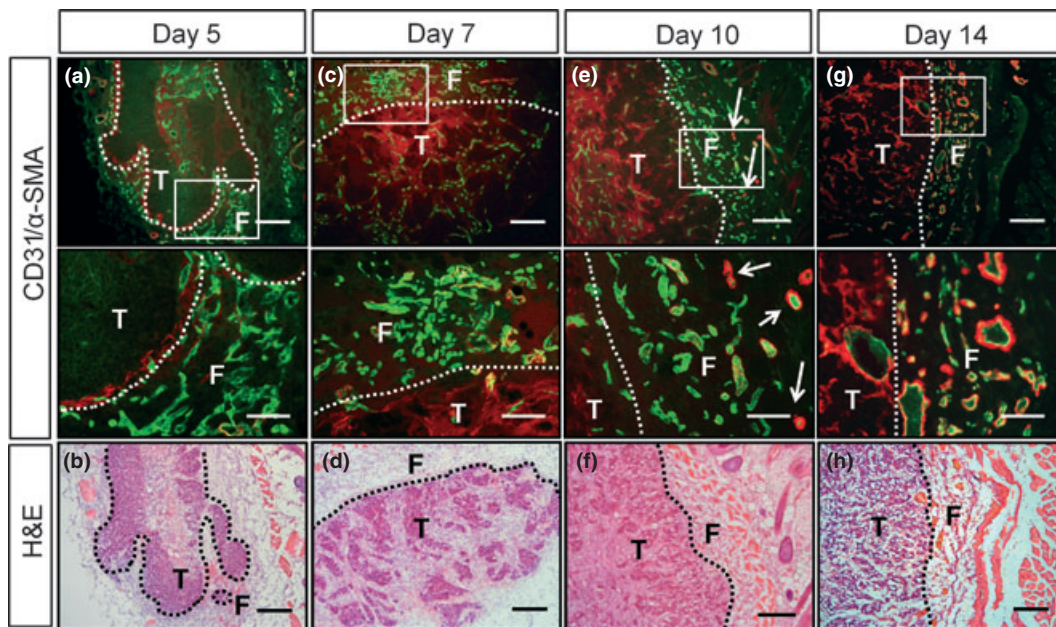 Day 5 Day 7 Day 10 Day 14
CD31/α-SMA
(a) (c) (e) (g)
T F F T T F T F
T F F T T F T F
H&E
(b) (d) (f) (h)
T F F T T F T F